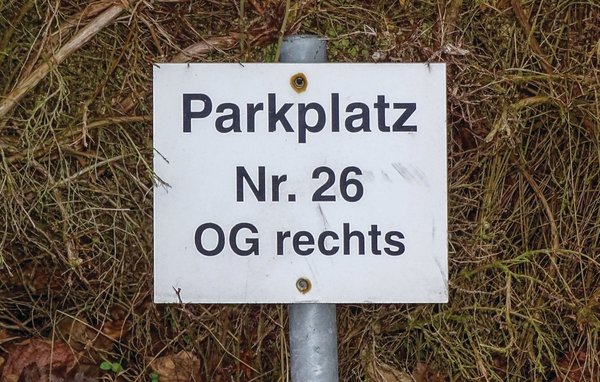 Parkplatz
Nr. 26
OG rechts